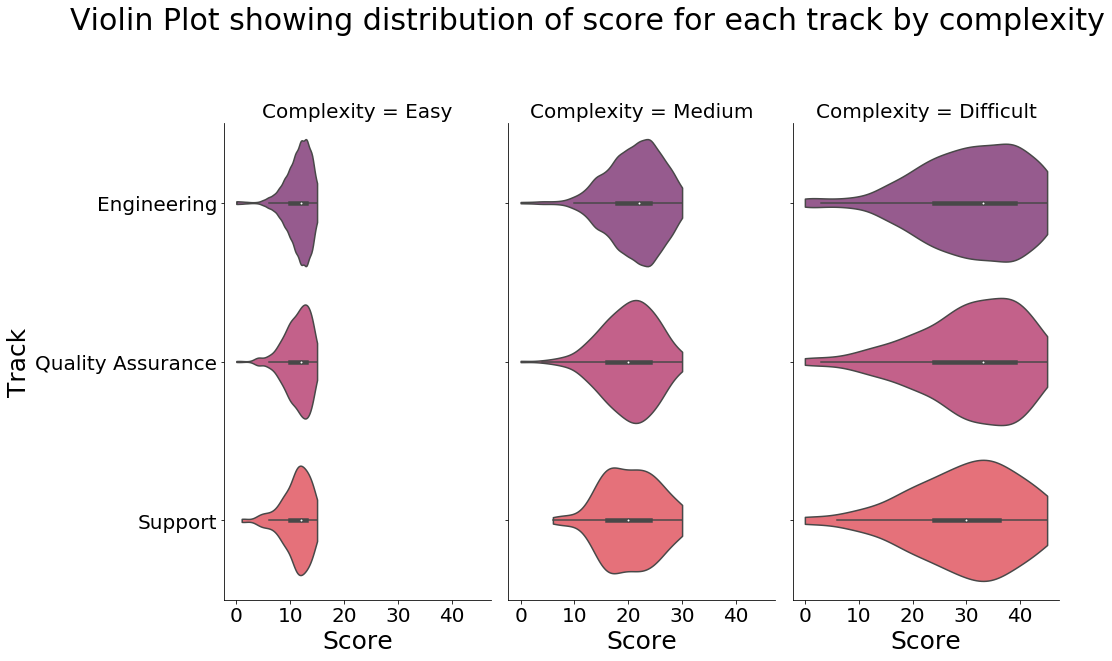 Violin Plot showing distribution of score for each track by complexity
Complexity = Easy
Complexity = Medium
Complexity = Difficult
Track
Engineering
Quality Assurance
Support
0 10 20 30 40
0 10 20 30 40
0 10 20 30 40
Score
Score
Score